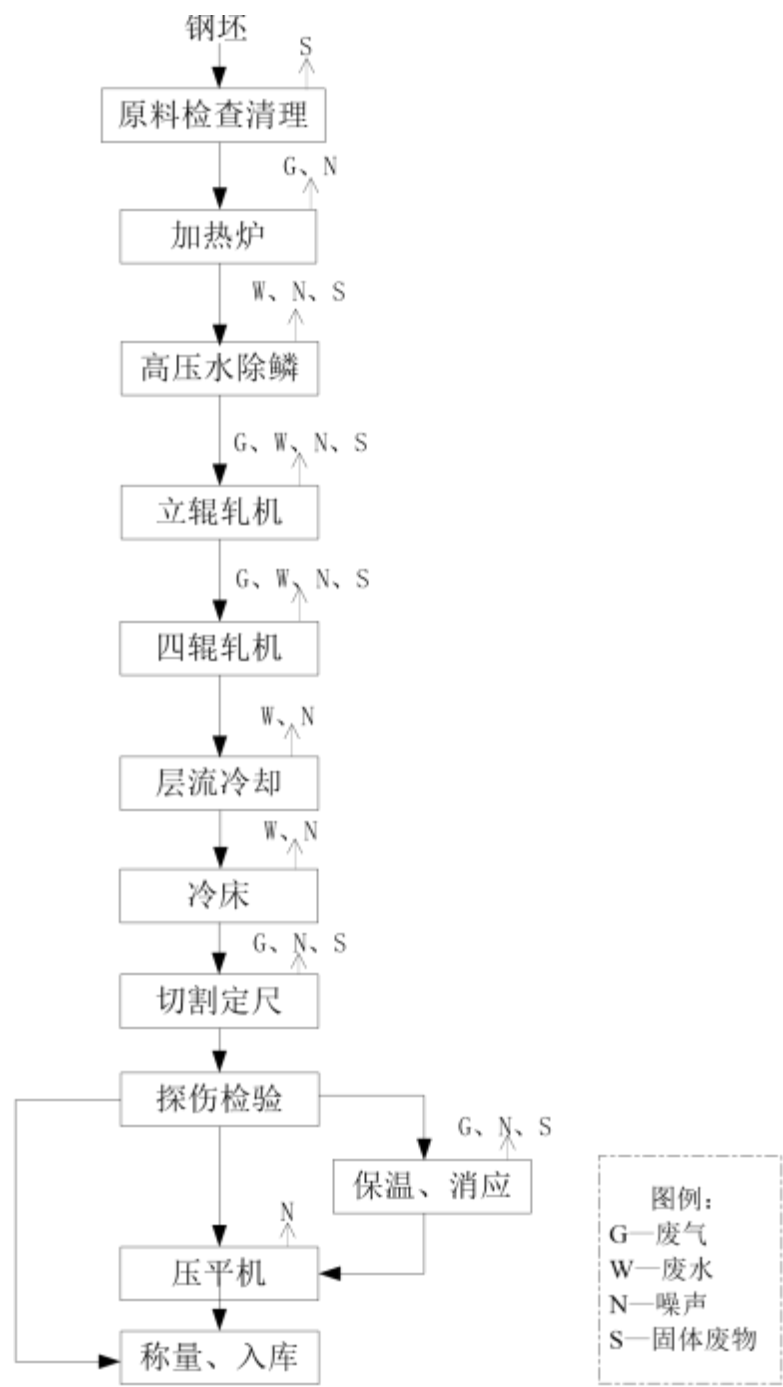 钢坯
S
原料检查清理
G、N
加热炉
W、N、S
高压水除鳞
G、W、N、S
立辊轧机
G、W、N、S
四辊轧机
W、N
层流冷却
W、N
冷床
G、N、S
切割定尺
探伤检验
G、N、S
保温、消应
N
压平机
称量、入库
图例：
G—废气
W—废水
N—噪声
S—固体废物